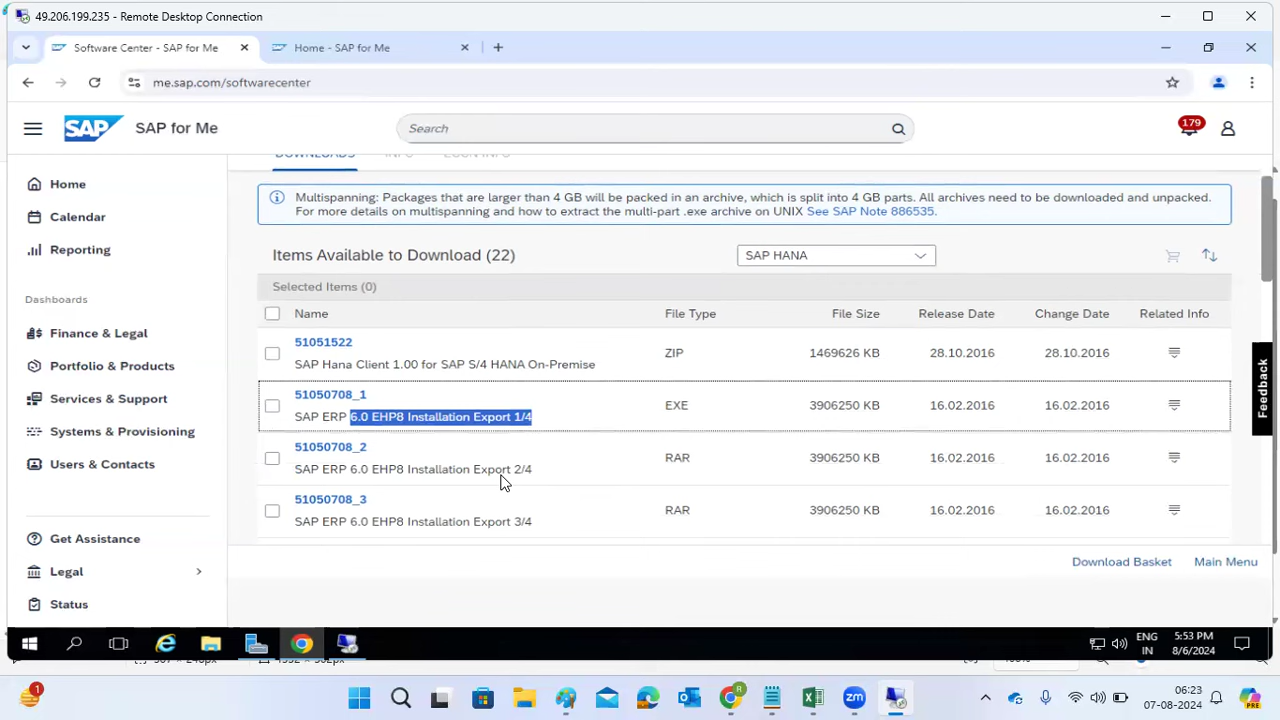 49.206.199.235 - Remote Desktop Connection
Software Center - SAP for Me
Home - SAP for Me
me.sap.com/softwarecenter
SAP
SAP for Me
Search
179
Home
Calendar
Reporting
Dashboards
Finance & Legal
Portfolio & Products
Services & Support
Systems & Provisioning
Users & Contacts
Get Assistance
Legal
Status
DOWNLOADS INFO LOGIN INFO
Multispanning: Packages that are larger than 4 GB will be packed in an archive, which is split into 4 GB parts. All archives need to be downloaded and unpacked.
For more details on multispanning and how to extract the multi-part .exe archive on UNIX See SAP Note 886535.
Items Available to Download (22)
SAP HANA
Selected Items (0)
Name File Type File Size Release Date Change Date Related Info
51051522
SAP Hana Client 1.00 for SAP S/4 HANA On-Premise
ZIP 1469626 KB 28.10.2016 28.10.2016
51050708_1
SAP ERP 6.0 EHP8 Installation Export 1/4
EXE 3906250 KB 16.02.2016 16.02.2016
51050708_2
SAP ERP 6.0 EHP8 Installation Export 2/4
RAR 3906250 KB 16.02.2016 16.02.2016
51050708_3
SAP ERP 6.0 EHP8 Installation Export 3/4
RAR 3906250 KB 16.02.2016 16.02.2016
Feedback
Download Basket Main Menu
ENG
IN
5:53 PM
8/6/2024
1
06:23
07-08-2024
PRE